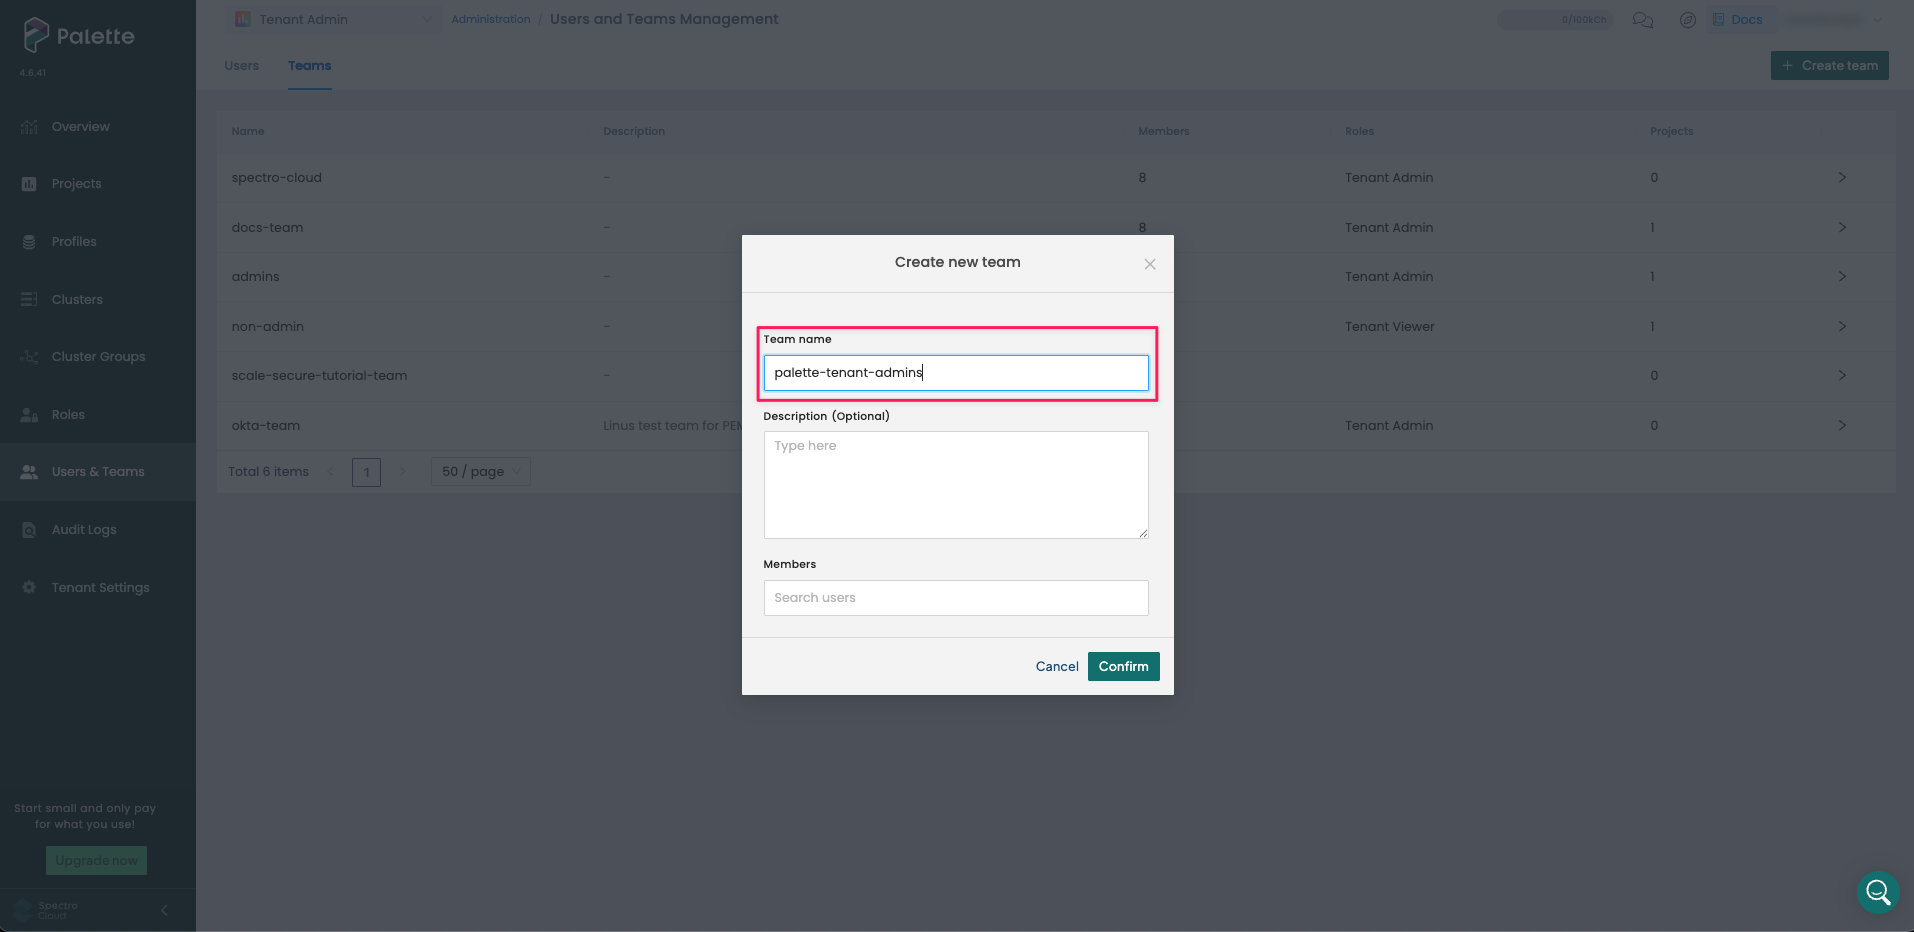 Palette
4.6.41
Overview
Projects
Profiles
Clusters
Cluster Groups
Roles
Users & Teams
Audit Logs
Tenant Settings
Start small and only pay
for what you use!
Upgrade now
Spectro
Cloud
Tenant Admin
Administration / Users and Teams Management
0/100kCh
Docs
Users
Teams
+ Create team
Name Description Members Roles Projects
spectro-cloud - 8 Tenant Admin 0
docs-team - 8 Tenant Admin 1
admins - Tenant Admin 1
non-admin - Tenant Viewer 1
scale-secure-tutorial-team - 0
okta-team Linus test team for Tenant Admin 0
Total 6 items 1 50 / page
Create new team
Team name
palette-tenant-admins
Description (Optional)
Type here
Members
Search users
Cancel Confirm